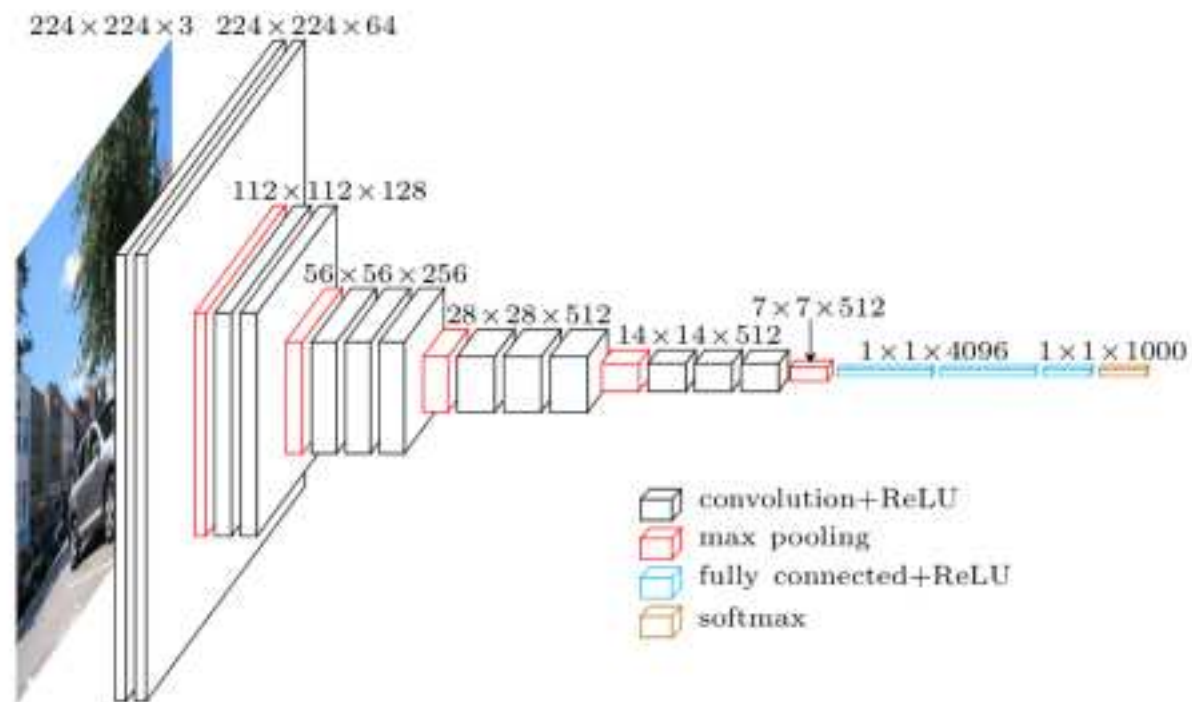 224×224×3
224×224×64
112×112×128
56×56×256
28×28×512
14×14×512
7×7×512
1×1×4096
1×1×1000
convolution+ReLU
max pooling
fully connected+ReLU
softmax